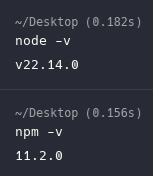 ~/Desktop (0.182s)
node -v
v22.14.0
~/Desktop (0.156s)
npm -v
11.2.0